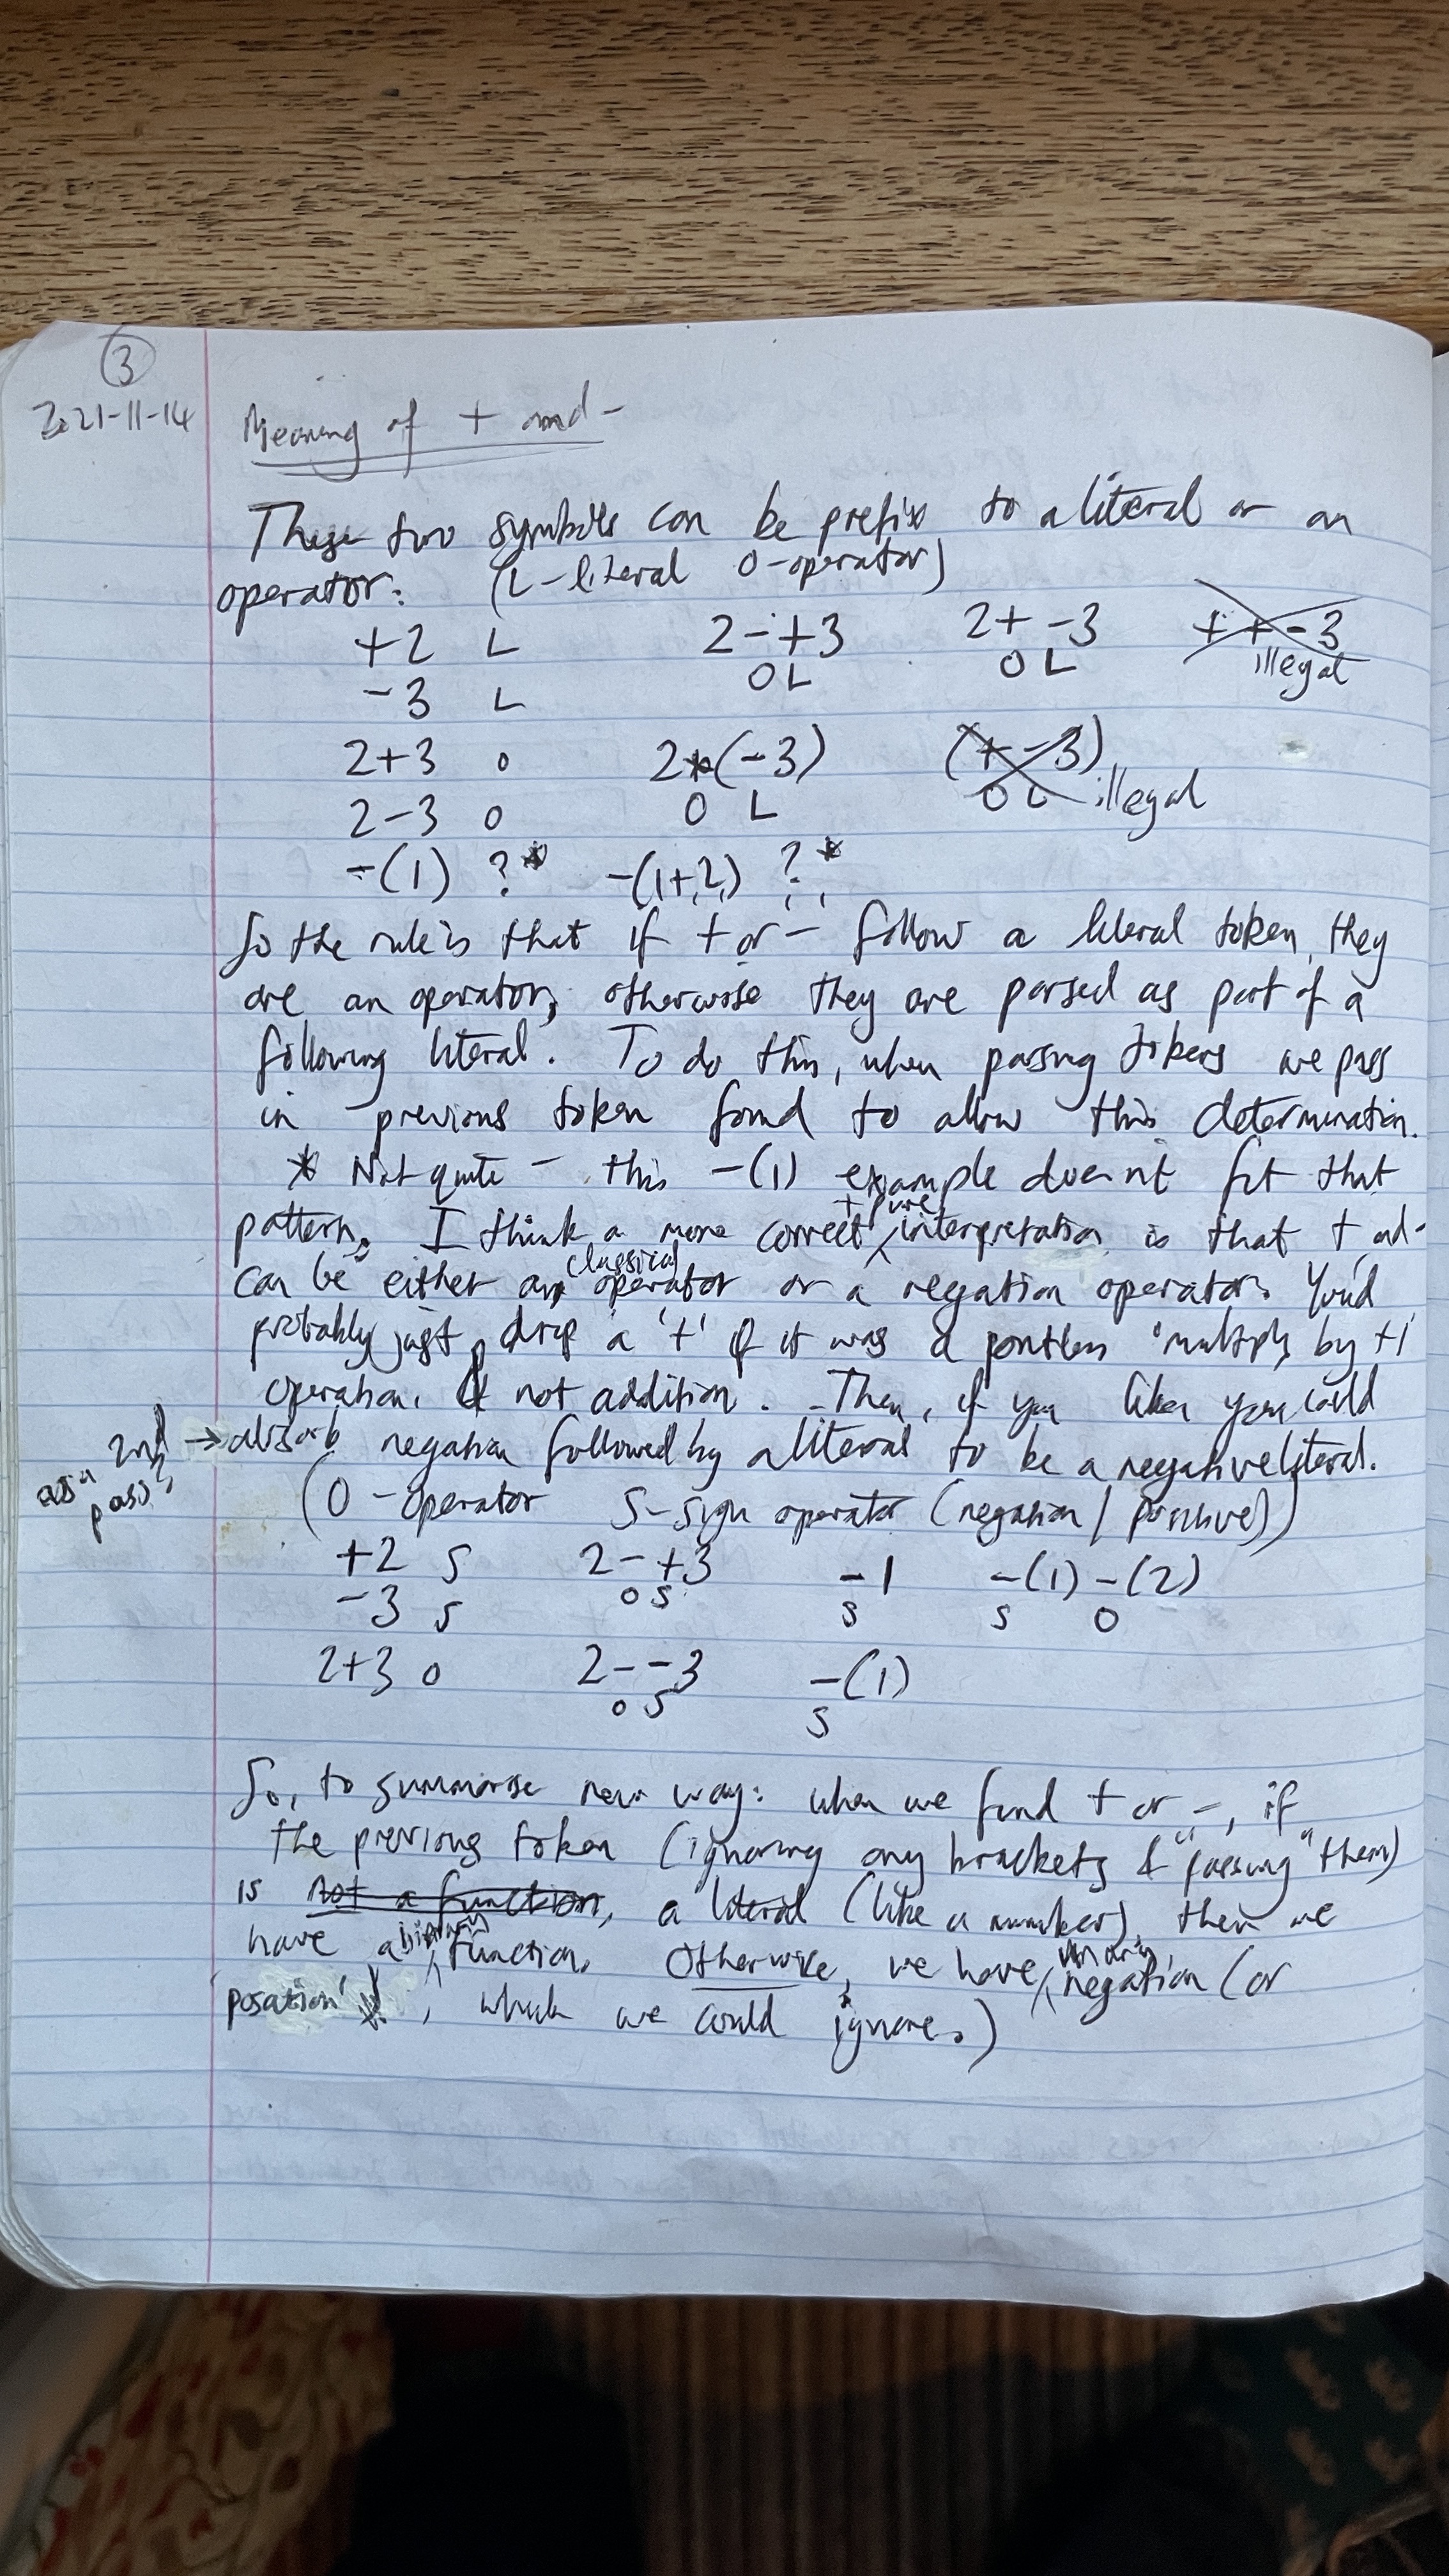 3
2021-11-14
Meaning of + and -
These two symbols can be prefix to a literal or an
operator: (L-literal O-operator)
+2 L 2-+3 2+ -3 + + -3
OL O L illegal
-3 L
2+3 O 2*(-3) (+-3)
2-3 O O L O L illegal
-(1) ?* -(1+2) ?*
So the rule is that if + or - follow a literal token, they
are an operator, otherwise they are parsed as part of a
following literal. To do this, when parsing tokens we pass
in previous token found to allow this determination.
* Not quite - this -(1) example doesn't fit that
+ pure
pattern. I think a more correct interpretation is that + and -
classical
can be either an operator or a negation operator. You'd
probably just drop a '+' if it was a pointless 'multiply by +1'
operation, & not addition. Then, if you like you could
as a 2nd pass → absorb negation followed by a literal to be a negative literal.
(O - operator S-sign operator (negation / positive))
+2 S 2-+3 -1 -(1) -(2)
-3 S O S S S O
2+3 O 2--3 -(1)
O S S
So, to summarise new way: when we find + or -, if
the previous token (ignoring any brackets & "passing" them)
is not a function, a literal (like a number), then we
have a binary function. Otherwise, we have unary negation (or
'posation', which we could ignore.)